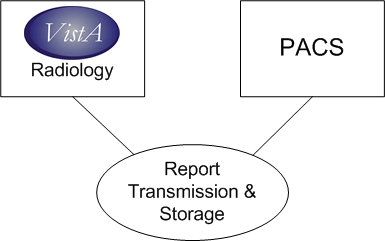 VistA
Radiology
PACS
Report
Transmission &
Storage